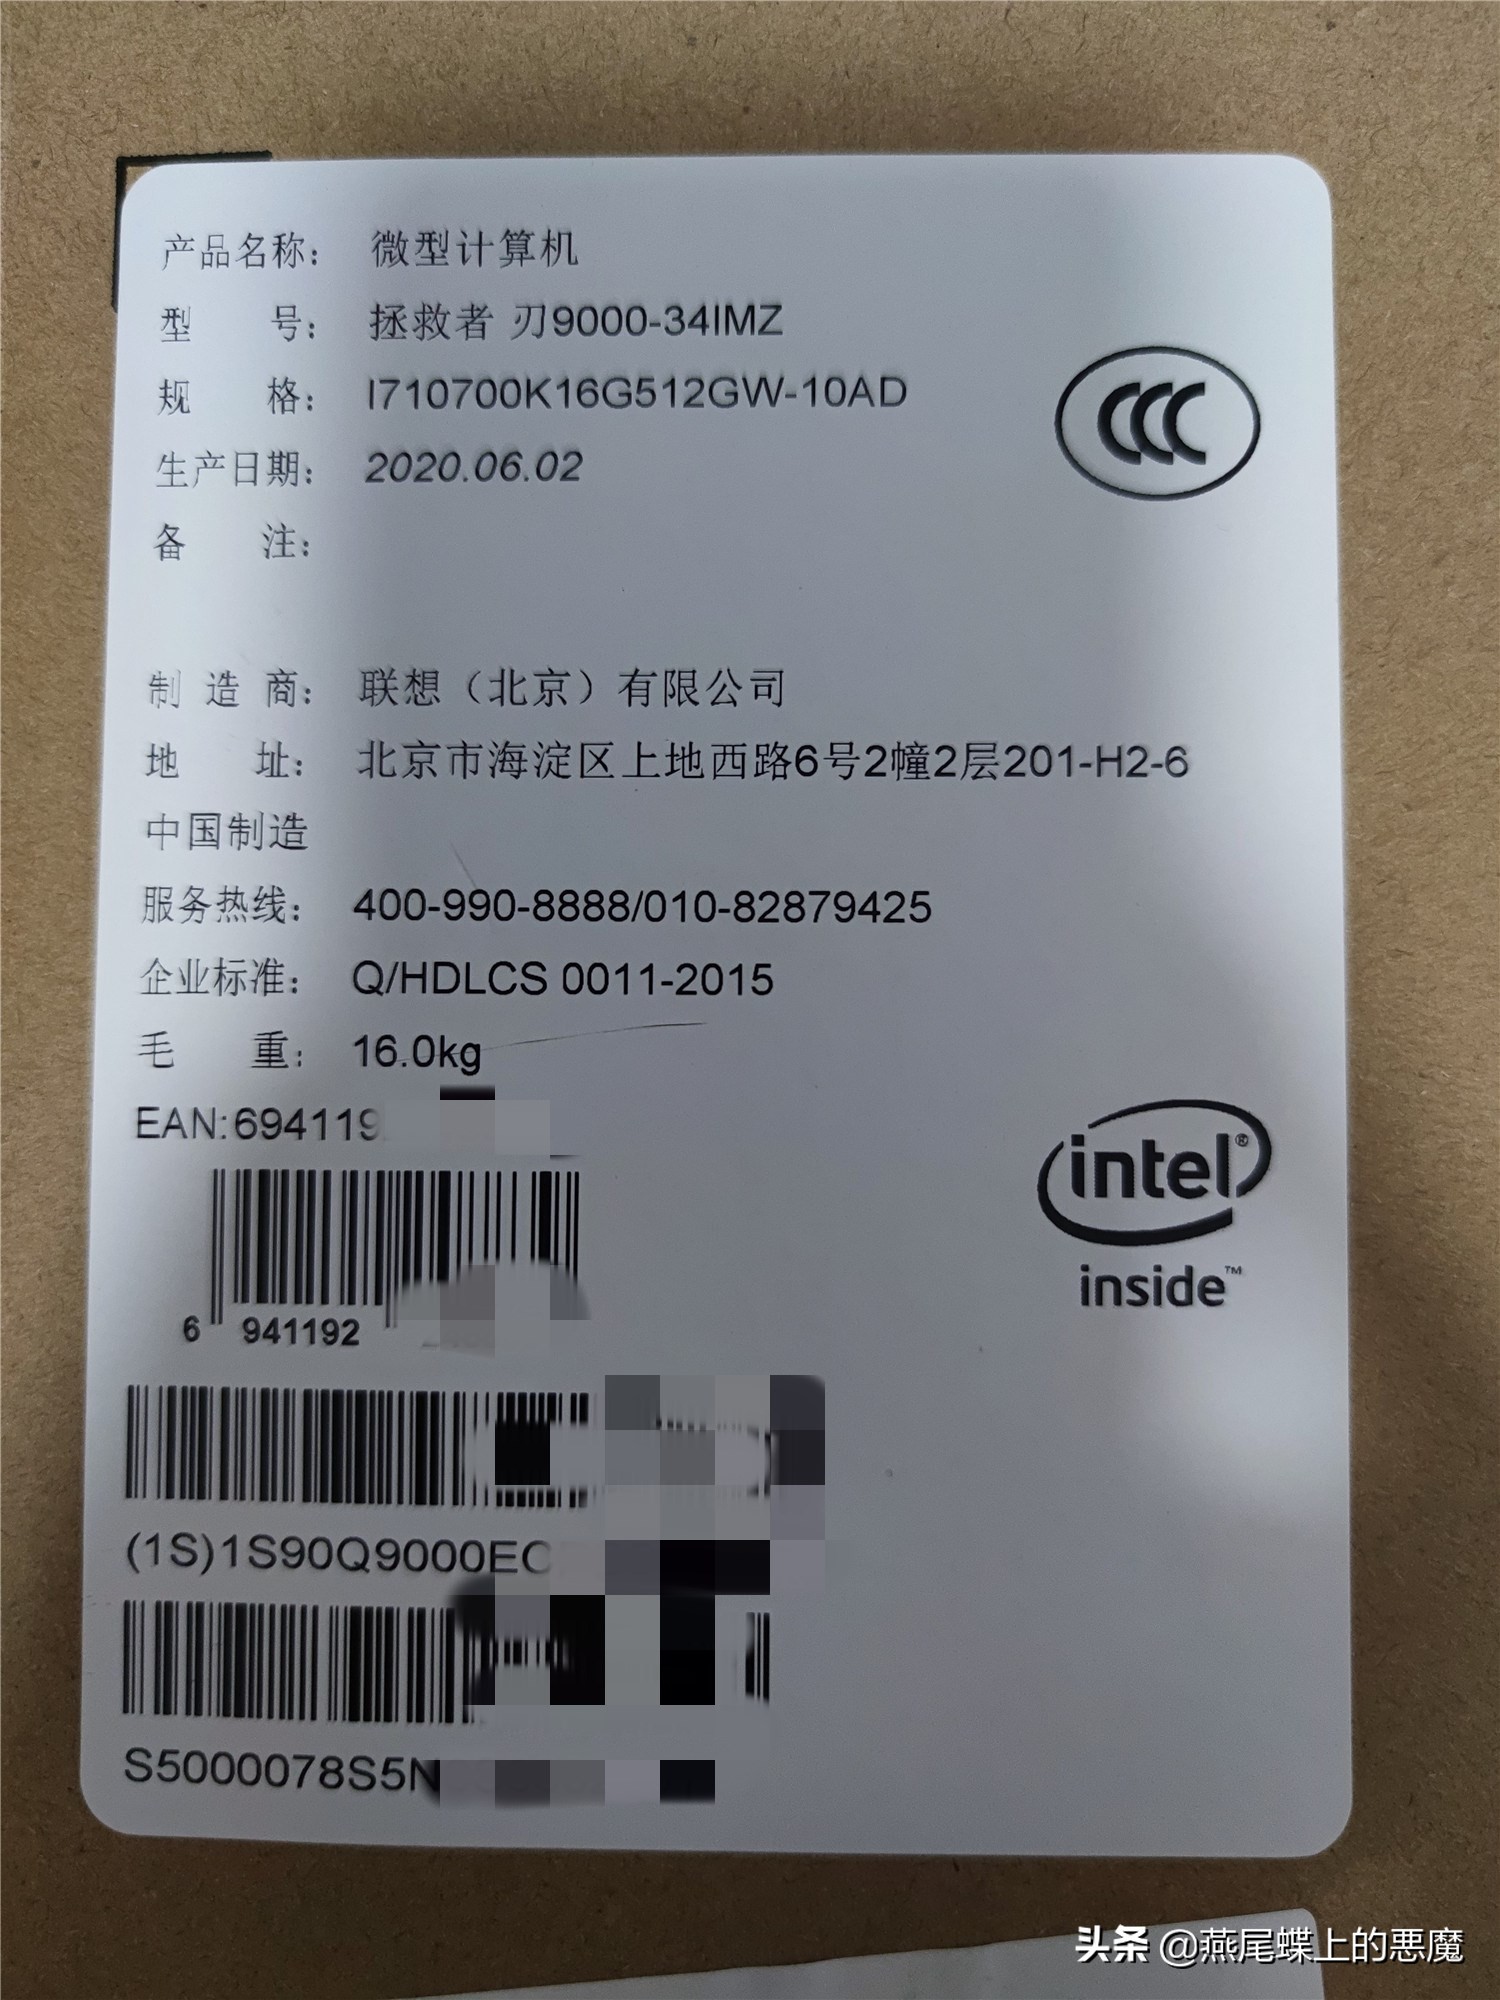 产品名称： 微型计算机
型 号： 拯救者 刃9000-34IMZ
规 格： I710700K16G512GW-10AD
生产日期： 2020.06.02
备 注：
CCC
制 造 商： 联想（北京）有限公司
地 址： 北京市海淀区上地西路6号2幢2层201-H2-6
中国制造
服务热线： 400-990-8888/010-82879425
企业标准： Q/HDLCS 0011-2015
毛 重： 16.0kg
EAN:694119
intel®
inside™
6 941192
(1S)1S90Q9000EC
S5000078S5N
头条 @燕尾蝶上的悪魔